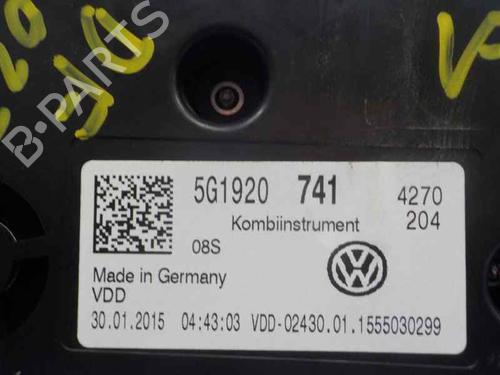 B-PARTS
5G1920 741 4270
Kombiinstrument 204
08S
Made in Germany
VDD
30.01.2015 04:43:03 VDD-02430.01.1555030299